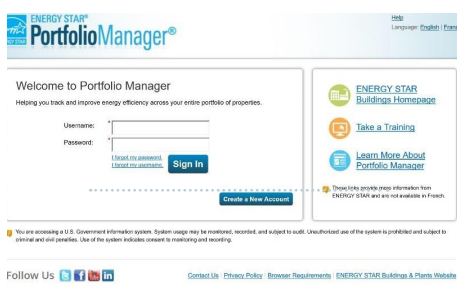 ENERGY STAR®
PortfolioManager®
Help
Language: English | Fran
Welcome to Portfolio Manager
Helping you track and improve energy efficiency across your entire portfolio of properties.
Username: *
Password: *
I forgot my password.
I forgot my username.
Sign In
Create a New Account
ENERGY STAR
Buildings Homepage
Take a Training
Learn More About
Portfolio Manager
These links provide more information from
ENERGY STAR and are not available in French.
You are accessing a U.S. Government information system. System usage may be monitored, recorded, and subject to audit. Unauthorized use of the system is prohibited and subject to
criminal and civil penalties. Use of the system indicates consent to monitoring and recording.
Follow Us
Contact Us | Privacy Policy | Browser Requirements | ENERGY STAR Buildings & Plants Website